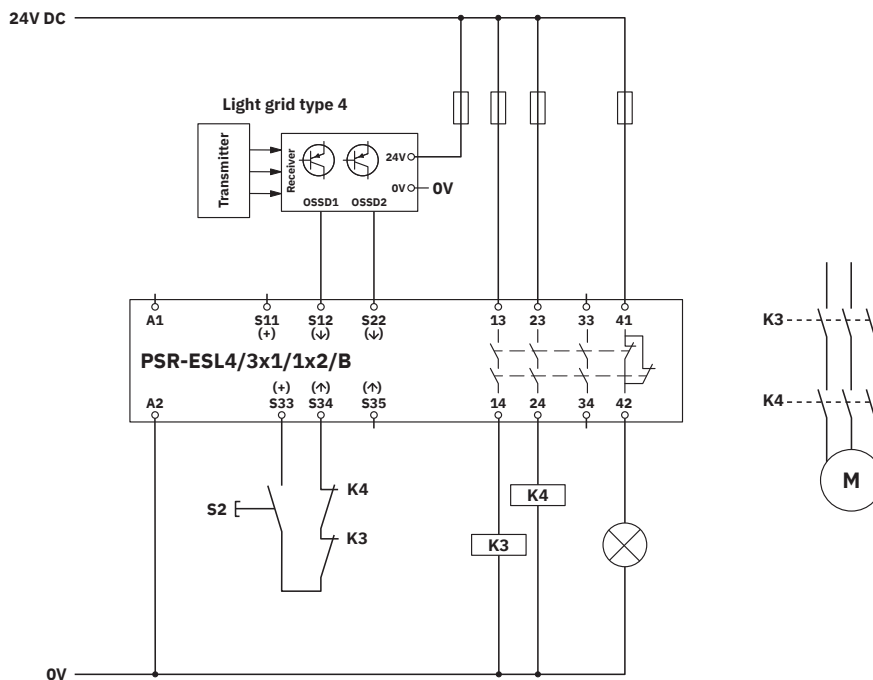 24V DC
Light grid type 4
Transmitter
Receiver
24V
0V
0V
OSSD1 OSSD2
A1 S11 S12 S22 13 23 33 41
(+) (↓) (↓)
PSR-ESL4/3x1/1x2/B
(+) (↑) (↑)
A2 S33 S34 S35 14 24 34 42
K3
K4
M
S2
K4
K3
K4
K3
0V